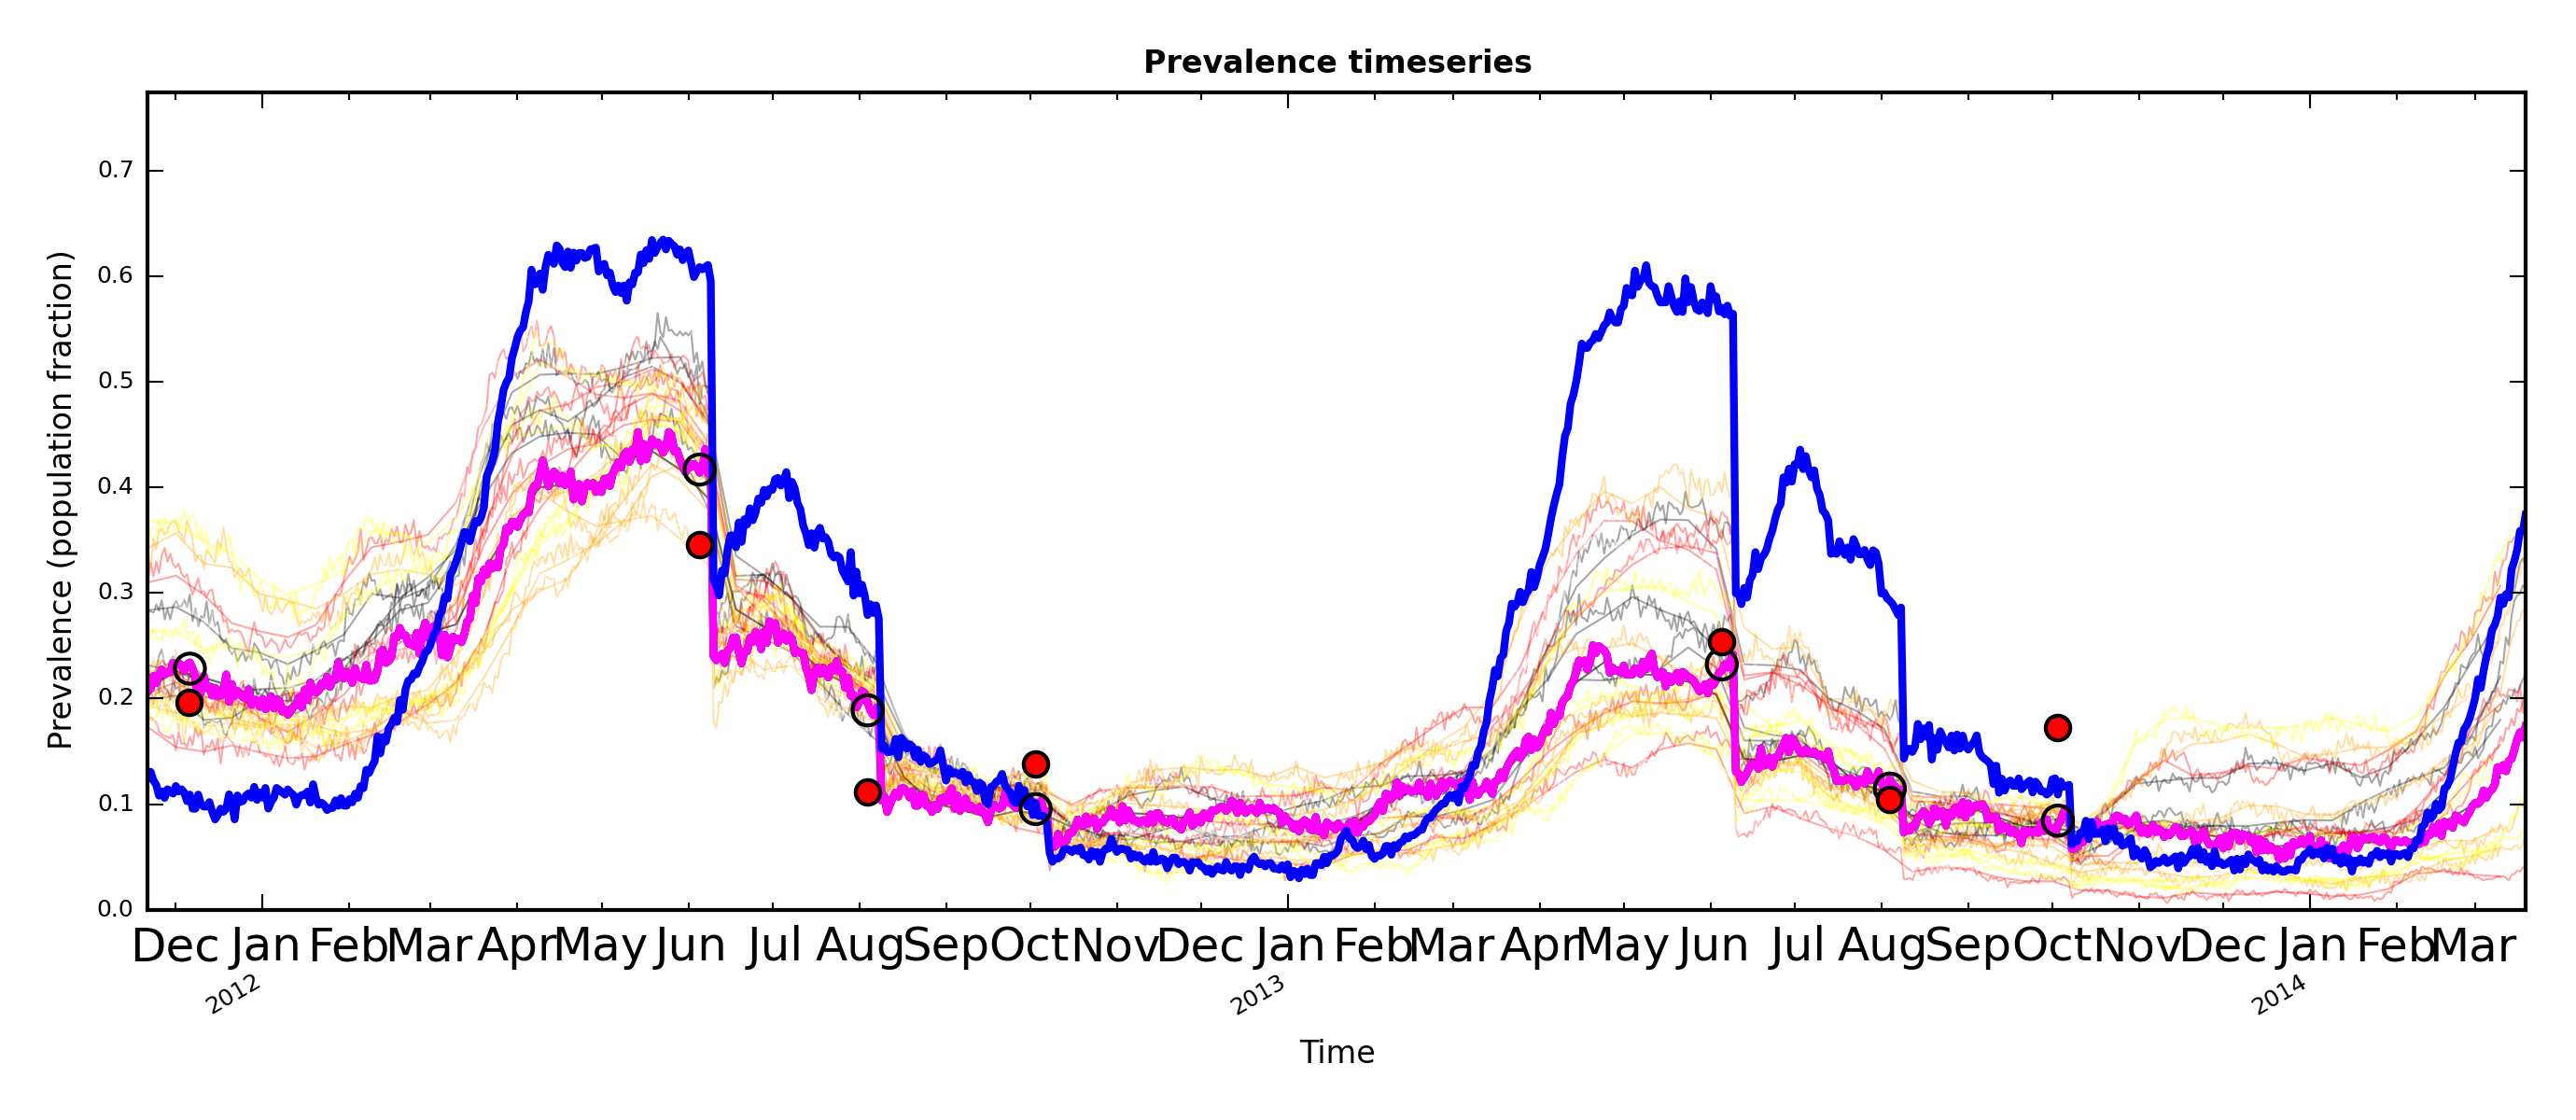 Prevalence timeseries
Prevalence (population fraction)
0.7
0.6
0.5
0.4
0.3
0.2
0.1
0.0
Dec Jan Feb Mar Apr May Jun Jul Aug Sep Oct Nov Dec Jan Feb Mar Apr May Jun Jul Aug Sep Oct Nov Dec Jan Feb Mar
2012 2013 2014
Time